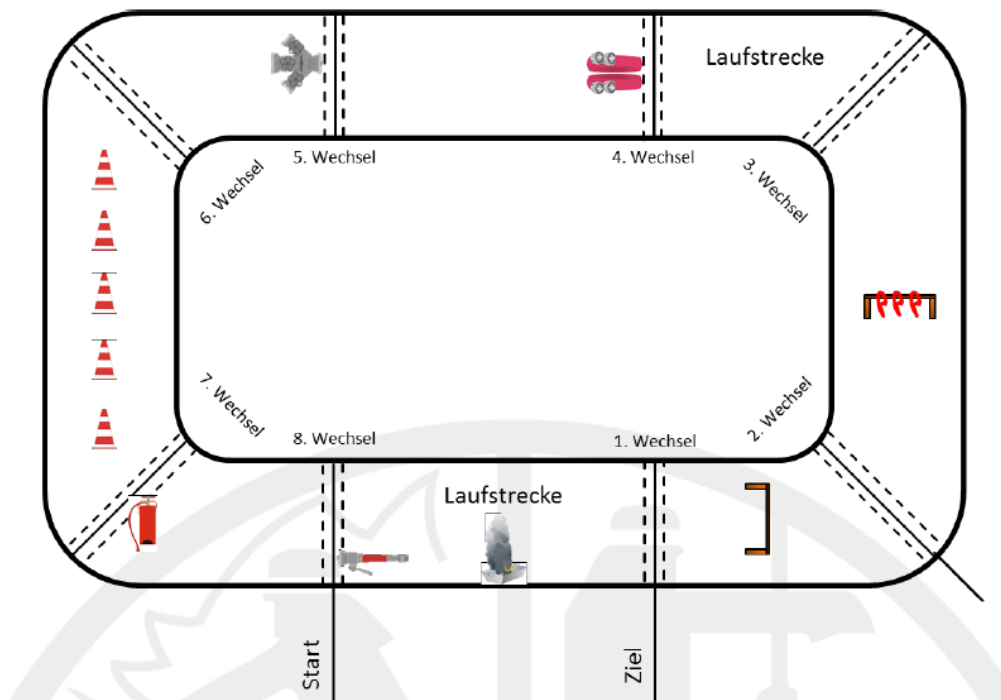 Laufstrecke
5. Wechsel
4. Wechsel
6. Wechsel
3. Wechsel
7. Wechsel
2. Wechsel
8. Wechsel
1. Wechsel
Laufstrecke
Start
Ziel